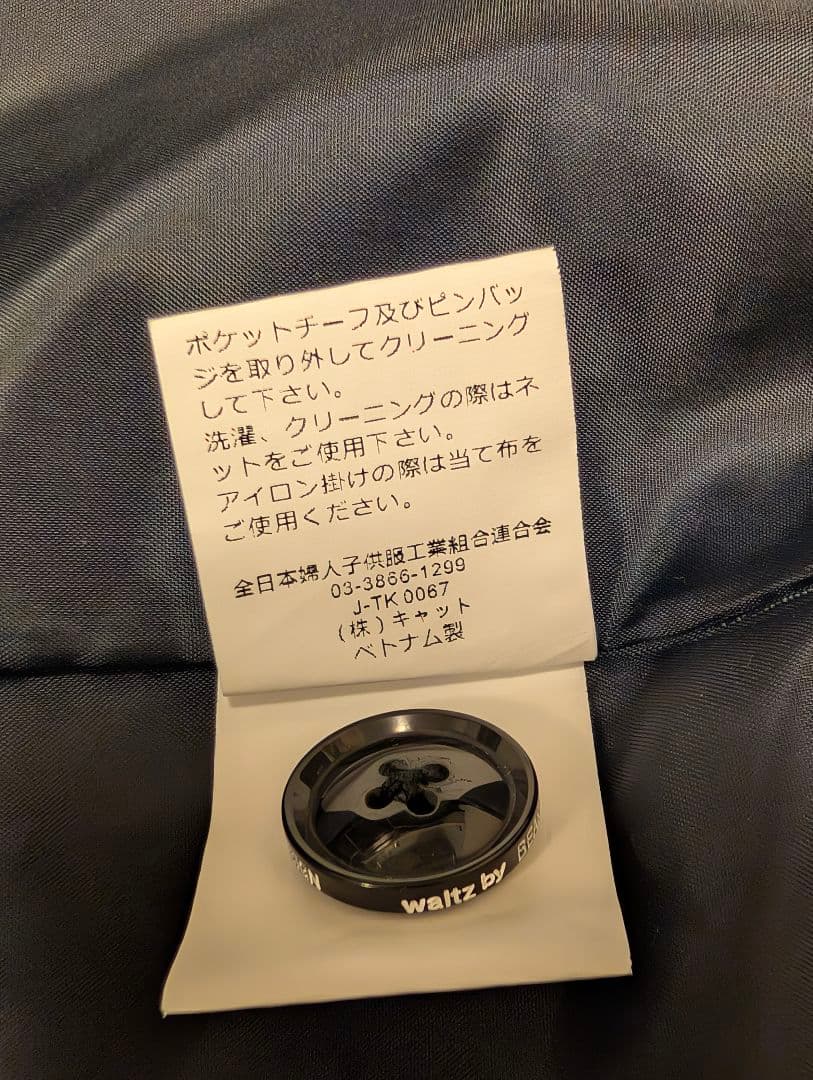 ポケットチーフ及びピンバッ
ジを取り外してクリーニング
して下さい。
洗濯、クリーニングの際はネ
ットをご使用下さい。
アイロン掛けの際は当て布を
ご使用ください。
全日本婦人子供服工業組合連合会
03-3866-1299
J-TK 0067
(株)キャット
ベトナム製
waltz by